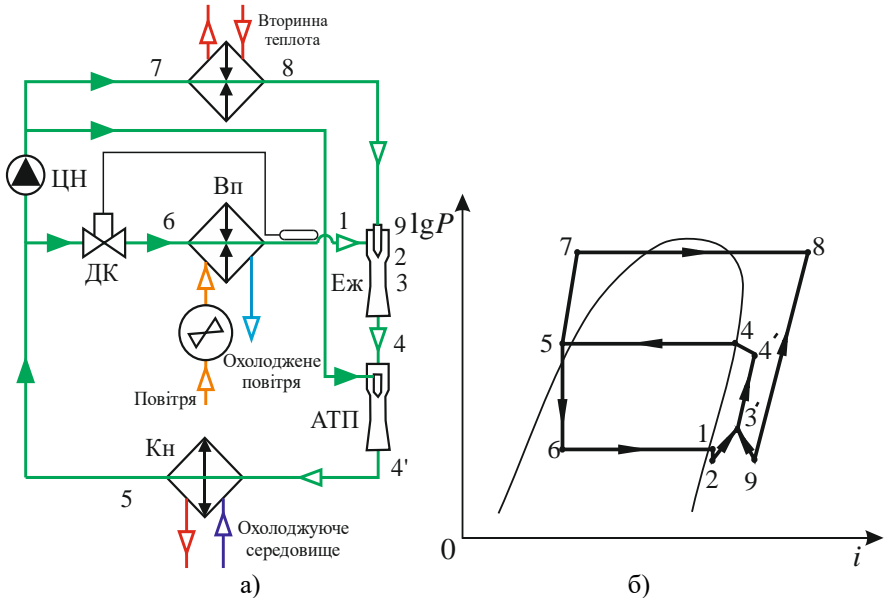 Вторинна
теплота
7
8
ЦН
Вп
6
1
9
2
ДК
Еж
3
4
Охолоджене
повітря
Повітря
АТП
Кн
4'
5
Охолоджуюче
середовище
а)
lgP
7
8
5
4
4'
3'
6
1
2
9
0
i
б)